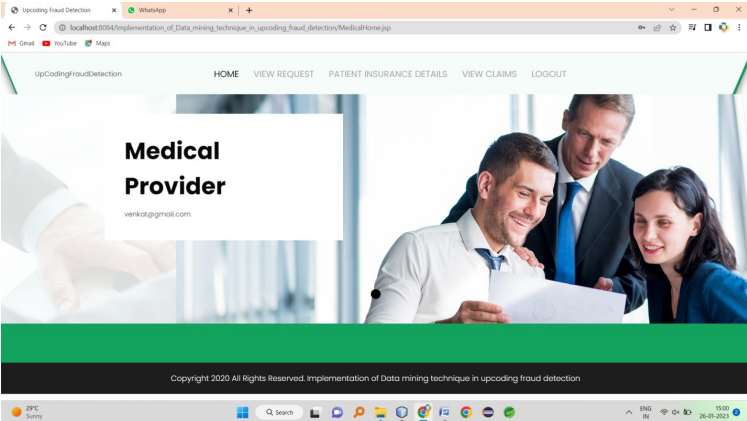 Upcoding Fraud Detection
WhatsApp
localhost:8084/Implementation_of_Data_mining_technique_in_upcoding_fraud_detection/MedicalHome.jsp
Gmail YouTube Maps
UpCodingFraudDetection HOME VIEW REQUEST PATIENT INSURANCE DETAILS VIEW CLAIMS LOGOUT
Medical
Provider
venkat@gmail.com
Copyright 2020 All Rights Reserved. Implementation of Data mining technique in upcoding fraud detection
29°C
Sunny
Search
ENG
IN
15:00
26-01-2023